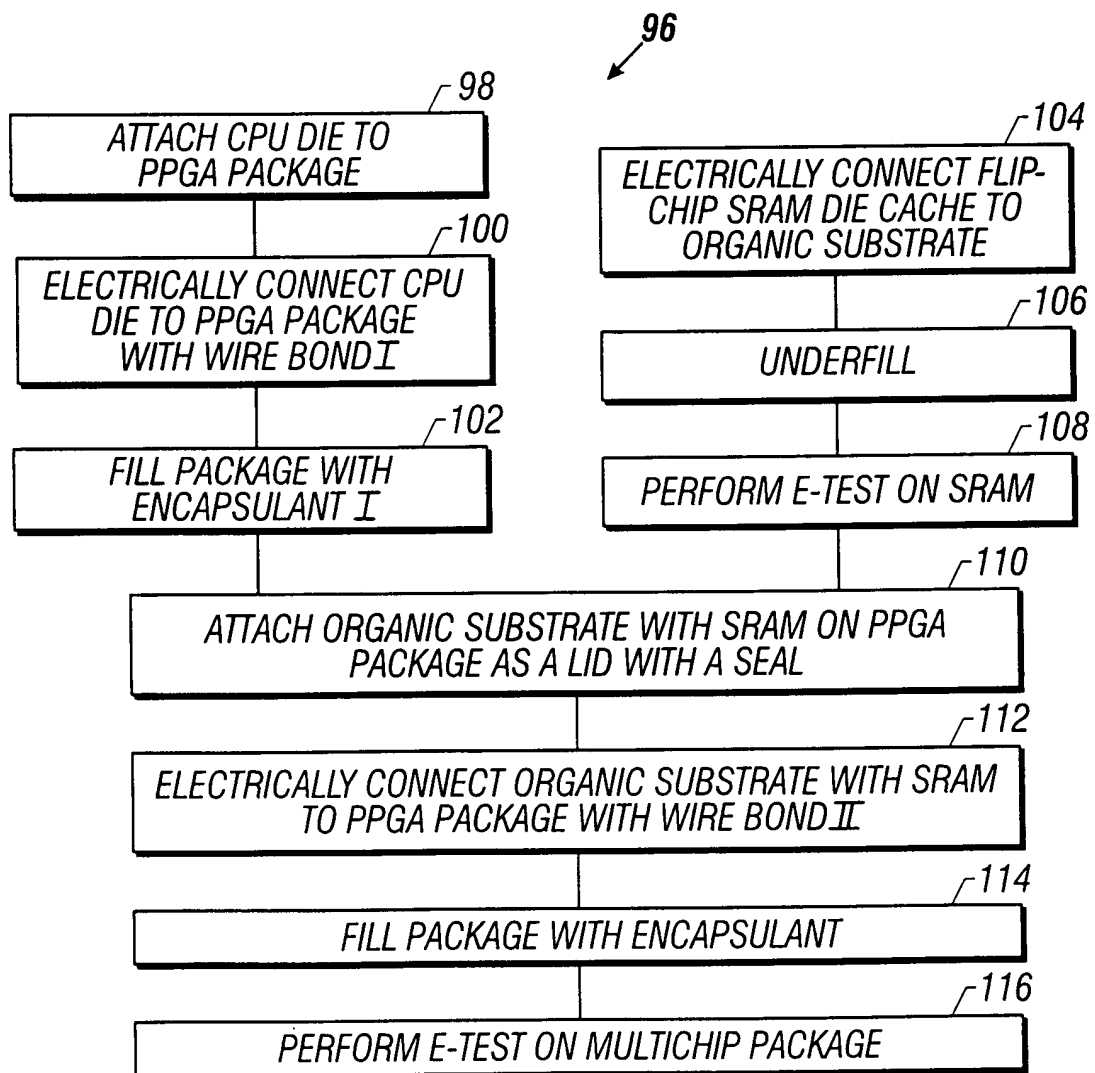 96
98
ATTACH CPU DIE TO
PPGA PACKAGE
100
ELECTRICALLY CONNECT CPU
DIE TO PPGA PACKAGE
WITH WIRE BOND I
102
FILL PACKAGE WITH
ENCAPSULANT I
104
ELECTRICALLY CONNECT FLIP-
CHIP SRAM DIE CACHE TO
ORGANIC SUBSTRATE
106
UNDERFILL
108
PERFORM E-TEST ON SRAM
110
ATTACH ORGANIC SUBSTRATE WITH SRAM ON PPGA
PACKAGE AS A LID WITH A SEAL
112
ELECTRICALLY CONNECT ORGANIC SUBSTRATE WITH SRAM
TO PPGA PACKAGE WITH WIRE BOND II
114
FILL PACKAGE WITH ENCAPSULANT
116
PERFORM E-TEST ON MULTICHIP PACKAGE